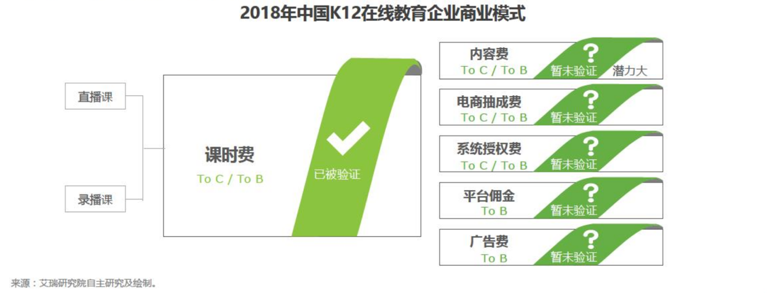 2018年中国K12在线教育企业商业模式
直播课
录播课
课时费
To C / To B
已被验证
内容费
To C / To B
?
暂未验证
潜力大
电商抽成费
To C / To B
?
暂未验证
系统授权费
To C / To B
?
暂未验证
平台佣金
To B
?
暂未验证
广告费
To B
?
暂未验证
来源：艾瑞研究院自主研究及绘制。